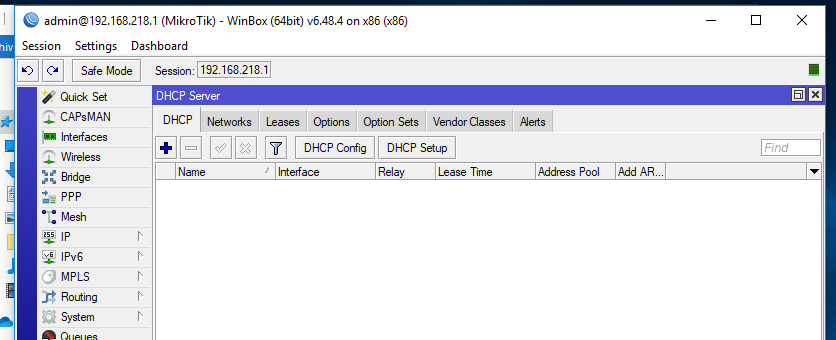 admin@192.168.218.1 (MikroTik) - WinBox (64bit) v6.48.4 on x86 (x86)
Session Settings Dashboard
Safe Mode Session: 192.168.218.1
hiv
DHCP Server
Quick Set
CAPsMAN
Interfaces
Wireless
Bridge
PPP
Mesh
IP
IPv6
MPLS
Routing
System
Queues
DHCP Networks Leases Options Option Sets Vendor Classes Alerts
DHCP Config DHCP Setup Find
Name Interface Relay Lease Time Address Pool Add AR...